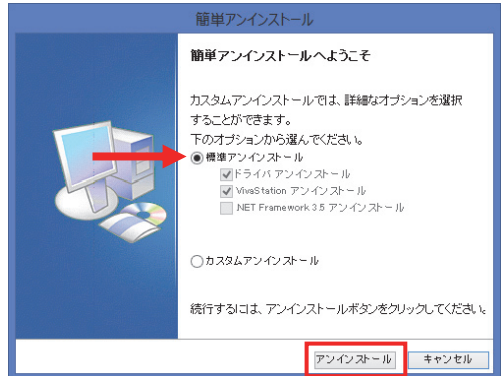 簡単アンインストール
簡単アンインストールへようこそ
カスタムアンインストールでは、詳細なオプションを選択
することができます。
下のオプションから選んでください。
標準アンインストール
ドライバ アンインストール
VivaStation アンインストール
.NET Framework 3.5 アンインストール
カスタムアンインストール
続行するには、アンインストールボタンをクリックしてください。
アンインストール
キャンセル